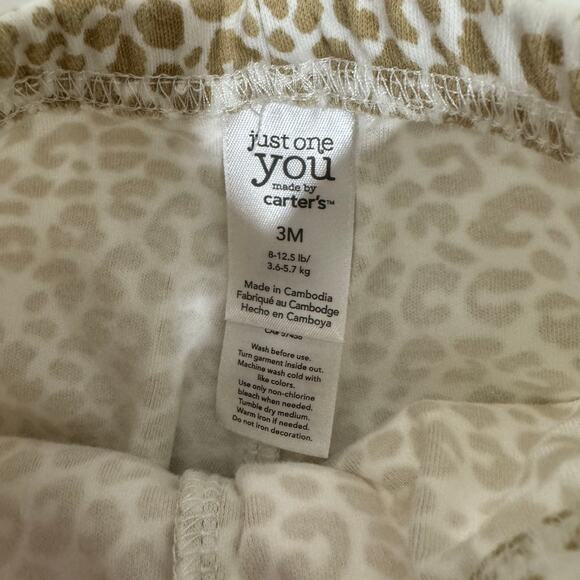 just one
you
made by
carter's™
3M
8-12.5 lb/
3.6-5.7 kg
Made in Cambodia
Fabriqué au Cambodge
Hecho en Camboya
Wash before use.
Turn garment inside out.
Machine wash cold with
like colors.
Use only non-chlorine
bleach when needed.
Tumble dry medium.
Warm iron if needed.
Do not iron decoration.